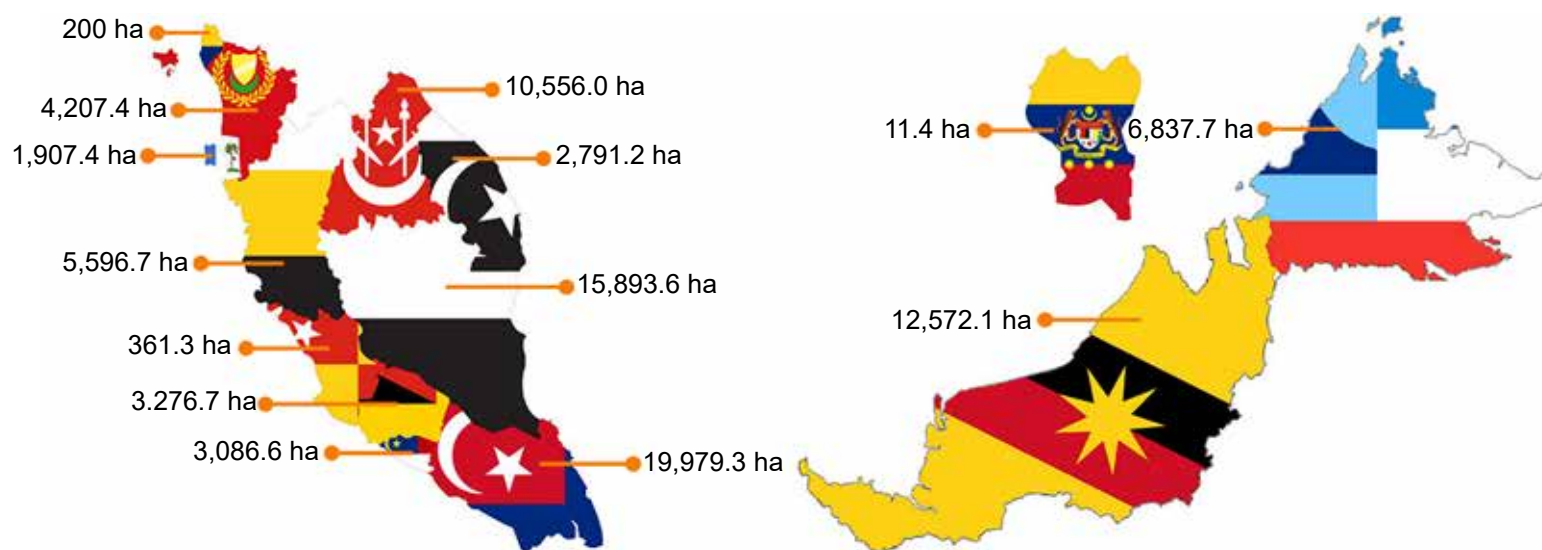 200 ha
4,207.4 ha
1,907.4 ha
5,596.7 ha
361.3 ha
3.276.7 ha
3,086.6 ha
10,556.0 ha
2,791.2 ha
15,893.6 ha
19,979.3 ha
11.4 ha
6,837.7 ha
12,572.1 ha